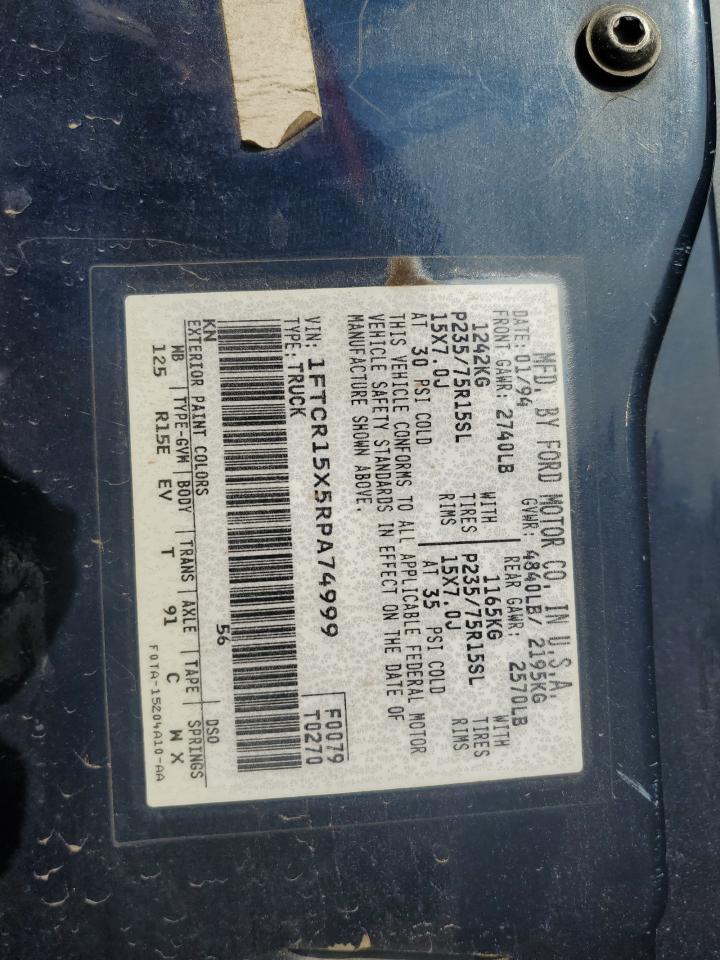 MFD. BY FORD MOTOR CO. IN U.S.A.
DATE: 01/94 GVWR: 4840LB/ 2195KG
FRONT GAWR: 2740LB REAR GAWR: 2570LB
1242KG WITH 1165KG WITH
P235/75R15SL TIRES P235/75R15SL TIRES
15X7.0J RIMS 15X7.0J RIMS
AT 30 PSI COLD AT 35 PSI COLD
THIS VEHICLE CONFORMS TO ALL APPLICABLE FEDERAL MOTOR
VEHICLE SAFETY STANDARDS IN EFFECT ON THE DATE OF
MANUFACTURE SHOWN ABOVE.
VIN: 1FTCR15X5RPA74999 F0079
TYPE: TRUCK T0270
KN 56 DSO
EXTERIOR PAINT COLORS
WB TYPE-GVW BODY TRANS AXLE TAPE SPRINGS
125 R15E EV T 91 C W X
F0TA-15204A10-AA